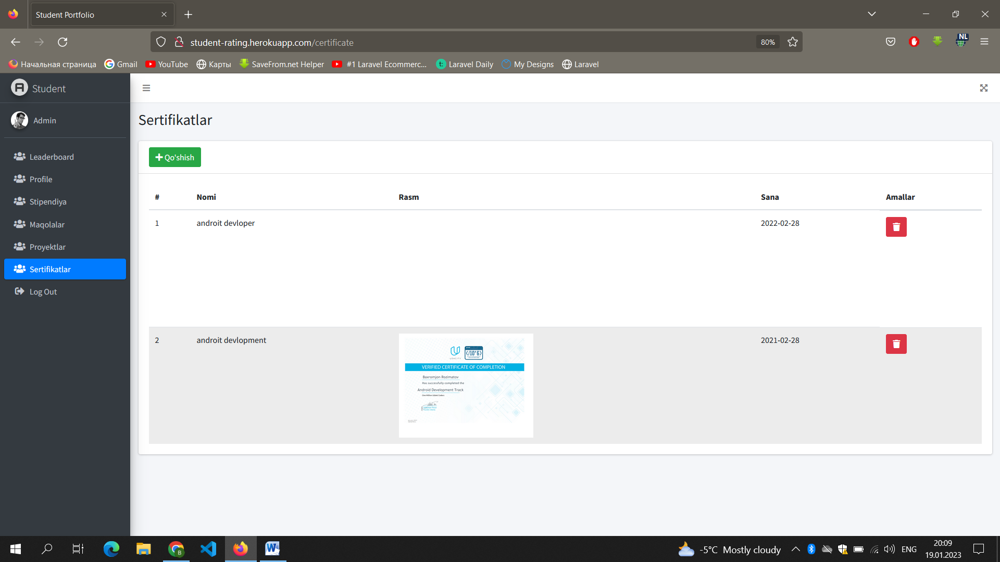 Student Portfolio
student-rating.herokuapp.com/certificate
80%
NL
Начальная страница
Gmail
YouTube
Карты
SaveFrom.net Helper
#1 Laravel Ecommerc...
Laravel Daily
My Designs
Laravel
Student
Admin
Leaderboard
Profile
Stipendiya
Maqolalar
Proyektlar
Sertifikatlar
Log Out
Sertifikatlar
Qo'shish
# Nomi Rasm Sana Amallar
1 androit devloper 2022-02-28
2 androit devlopment 2021-02-28
UDACITY
</10^6>
VERIFIED CERTIFICATE OF COMPLETION
Baxromjon Rozimatov
Has successfully completed the
Android Development Track
One Million Uzbek Coders
-5°C Mostly cloudy
ENG
20:09
19.01.2023